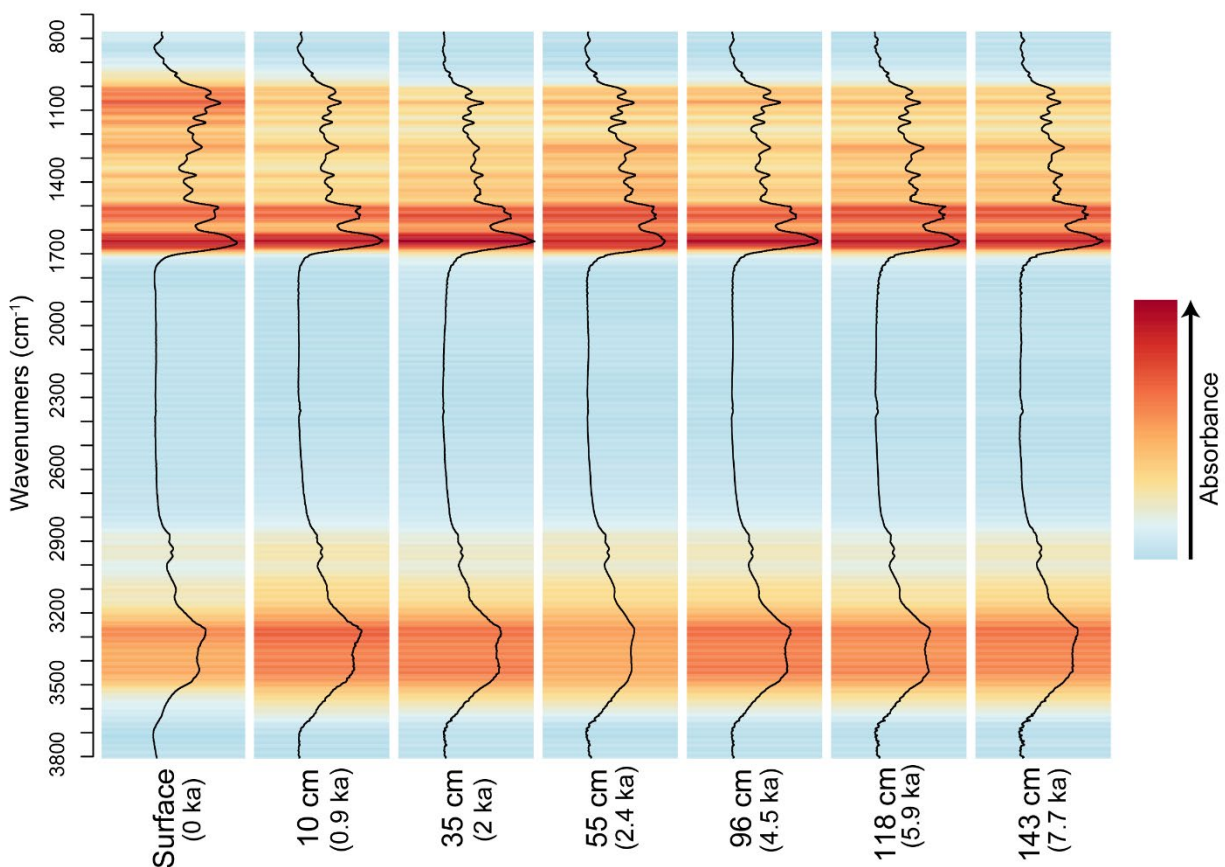 Wavenumers (cm⁻¹)
800
1100
1400
1700
2000
2300
2600
2900
3200
3500
3800
Surface
(0 ka)
10 cm
(0.9 ka)
35 cm
(2 ka)
55 cm
(2.4 ka)
96 cm
(4.5 ka)
118 cm
(5.9 ka)
143 cm
(7.7 ka)
Absorbance